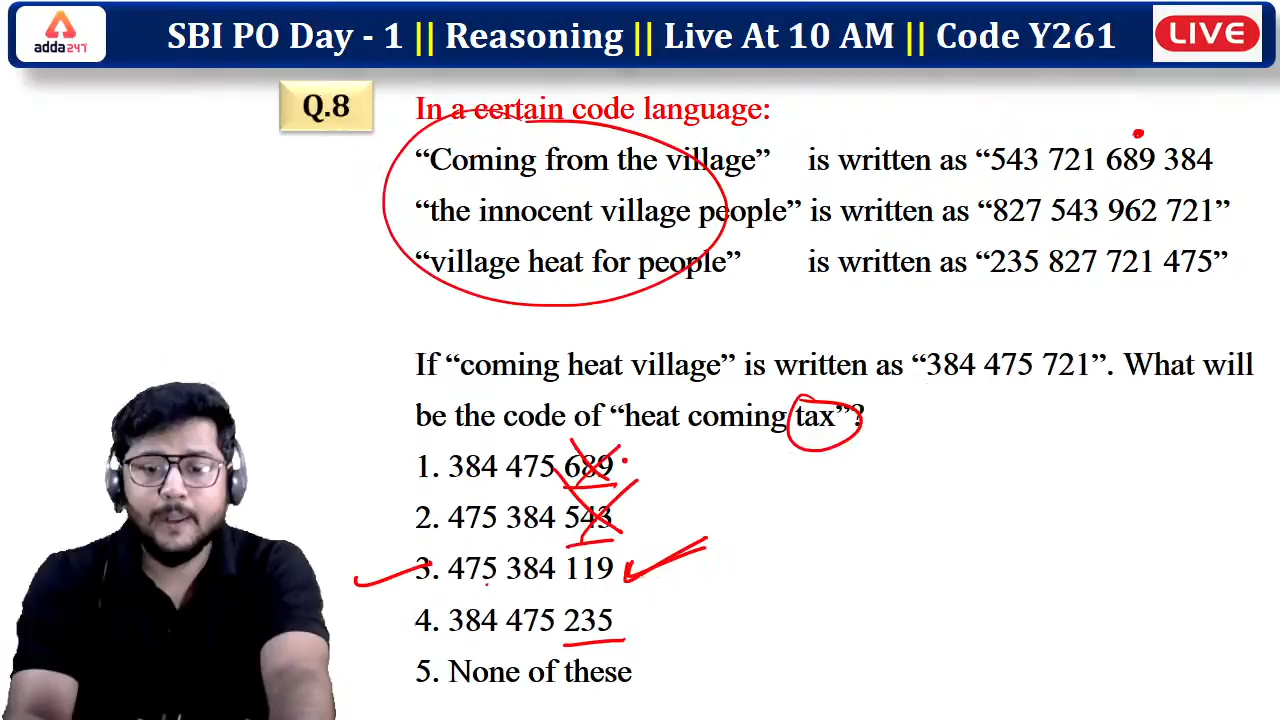 adda247
SBI PO Day - 1 || Reasoning || Live At 10 AM || Code Y261
LIVE
Q.8
In a certain code language:
“Coming from the village” is written as “543 721 689 384
“the innocent village people” is written as “827 543 962 721”
“village heat for people” is written as “235 827 721 475”
If “coming heat village” is written as “384 475 721”. What will
be the code of “heat coming tax”?
1. 384 475 689
2. 475 384 543
3. 475 384 119
4. 384 475 235
5. None of these